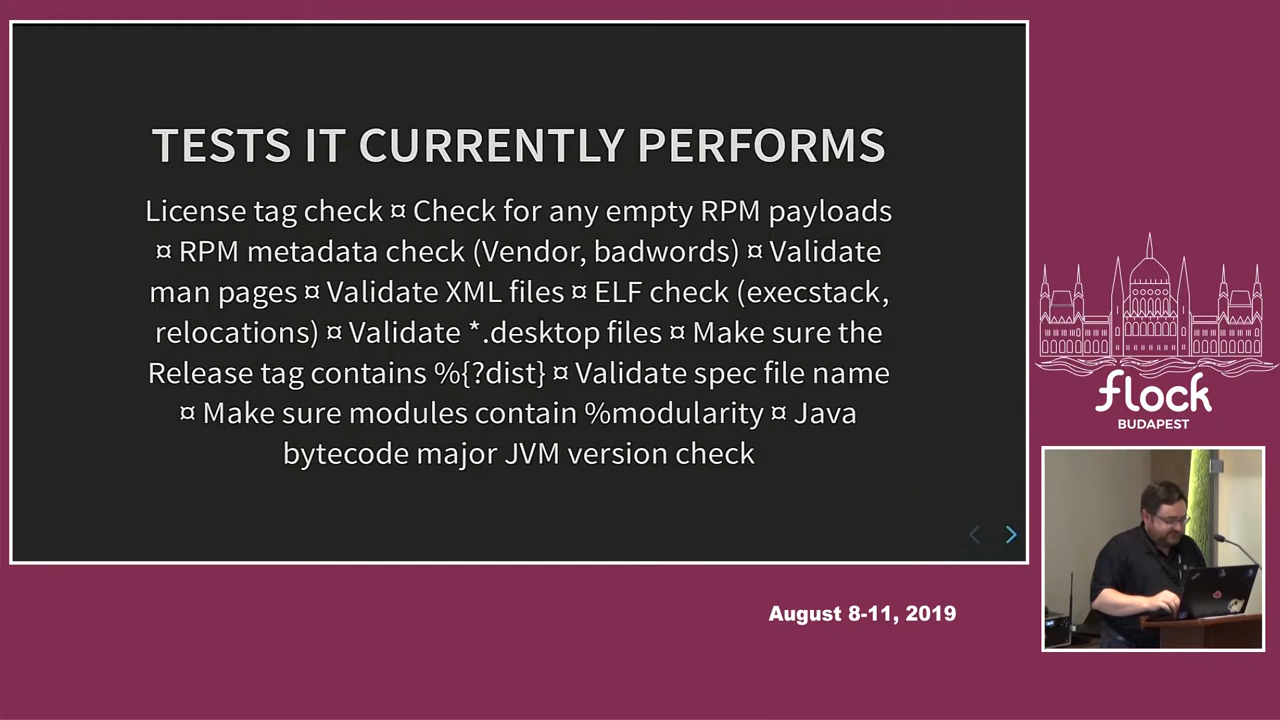 TESTS IT CURRENTLY PERFORMS
License tag check ¤ Check for any empty RPM payloads
¤ RPM metadata check (Vendor, badwords) ¤ Validate
man pages ¤ Validate XML files ¤ ELF check (execstack,
relocations) ¤ Validate *.desktop files ¤ Make sure the
Release tag contains %{?dist} ¤ Validate spec file name
¤ Make sure modules contain %modularity ¤ Java
bytecode major JVM version check
flock
BUDAPEST
August 8-11, 2019